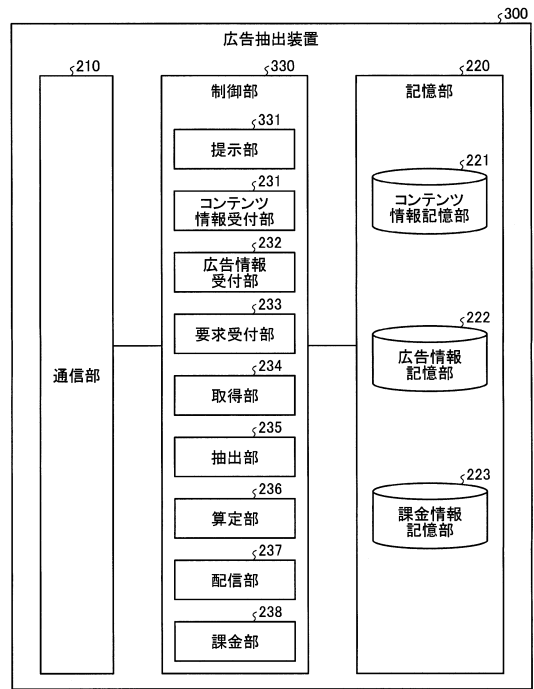 300
広告抽出装置
210
通信部
330
制御部
331
提示部
231
コンテンツ
情報受付部
232
広告情報
受付部
233
要求受付部
234
取得部
235
抽出部
236
算定部
237
配信部
238
課金部
220
記憶部
221
コンテンツ
情報記憶部
222
広告情報
記憶部
223
課金情報
記憶部